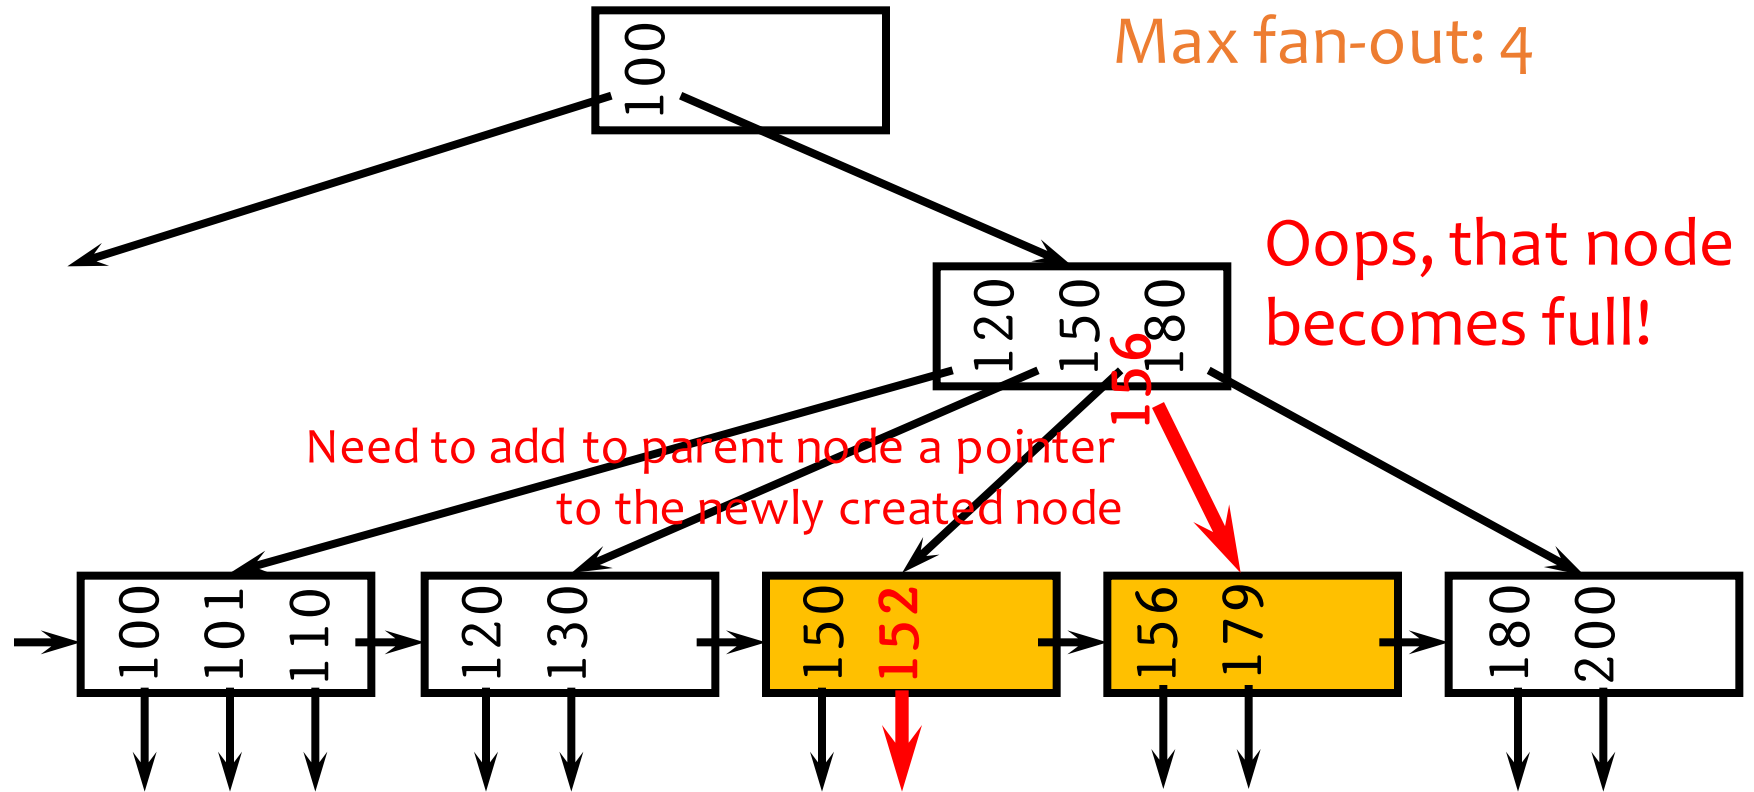 100
Max fan-out: 4
Oops, that node
becomes full!
120 150 156 180
Need to add to parent node a pointer
to the newly created node
100 101 110
120 130
150 152
156 179
180 200